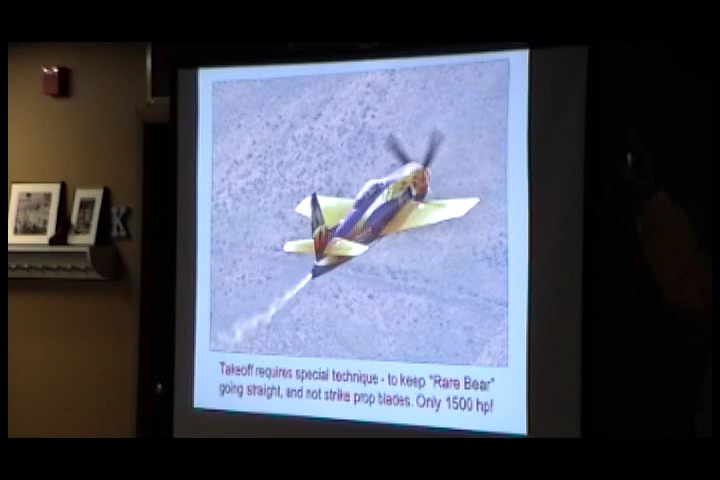 K
Takeoff requires special technique - to keep "Rare Bear"
going straight, and not strike prop blades. Only 1500 hp!